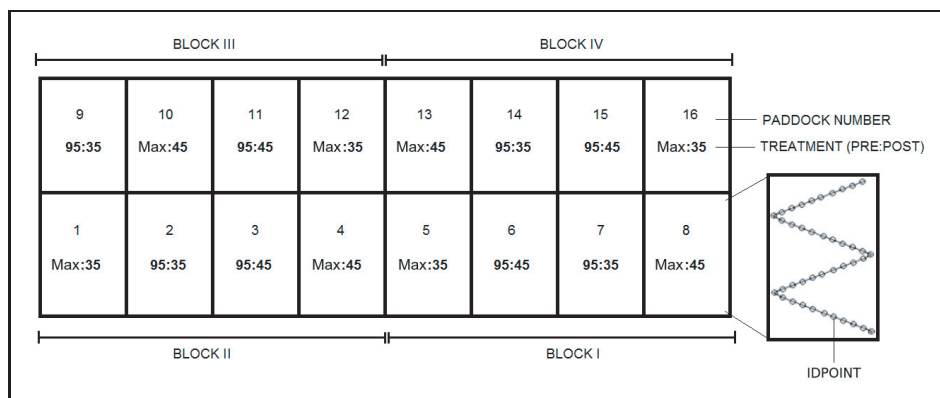 BLOCK III BLOCK IV
9 10 11 12 13 14 15 16 PADDOCK NUMBER
95:35 Max:45 95:45 Max:35 Max:45 95:35 95:45 Max:35 TREATMENT (PRE:POST)
1 2 3 4 5 6 7 8
Max:35 95:35 95:45 Max:45 Max:35 95:45 95:35 Max:45
BLOCK II BLOCK I
IDPOINT